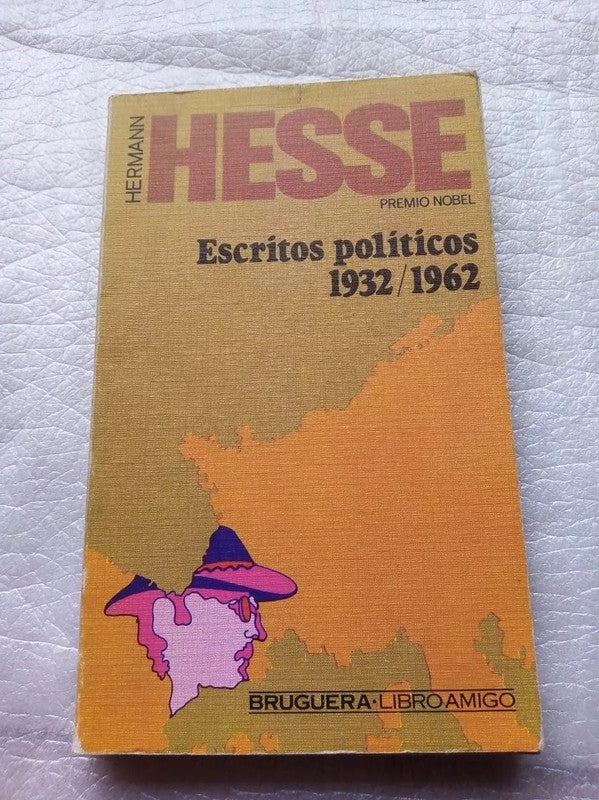 HERMANN
HESSE
PREMIO NOBEL
Escritos políticos
1932/1962
BRUGUERA·LIBRO AMIGO